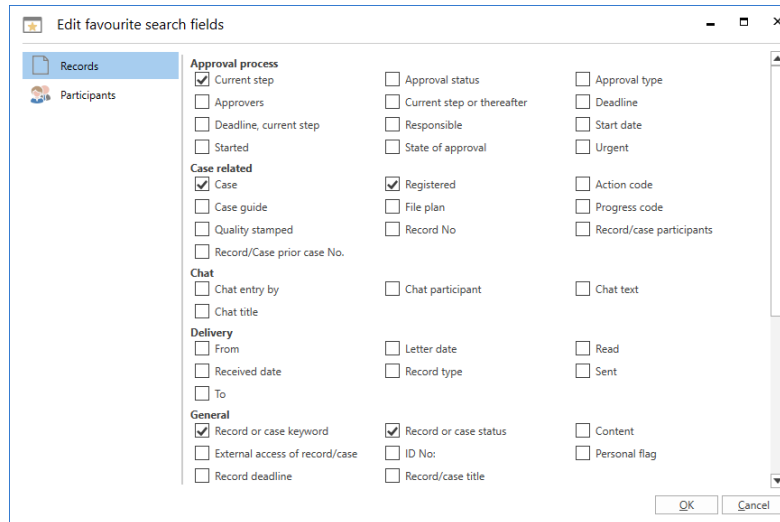 Edit favourite search fields
Records
Participants
Approval process
Current step Approval status Approval type
Approvers Current step or thereafter Deadline
Deadline, current step Responsible Start date
Started State of approval Urgent
Case related
Case Registered Action code
Case guide File plan Progress code
Quality stamped Record No Record/case participants
Record/Case prior case No.
Chat
Chat entry by Chat participant Chat text
Chat title
Delivery
From Letter date Read
Received date Record type Sent
To
General
Record or case keyword Record or case status Content
External access of record/case ID No: Personal flag
Record deadline Record/case title
OK Cancel